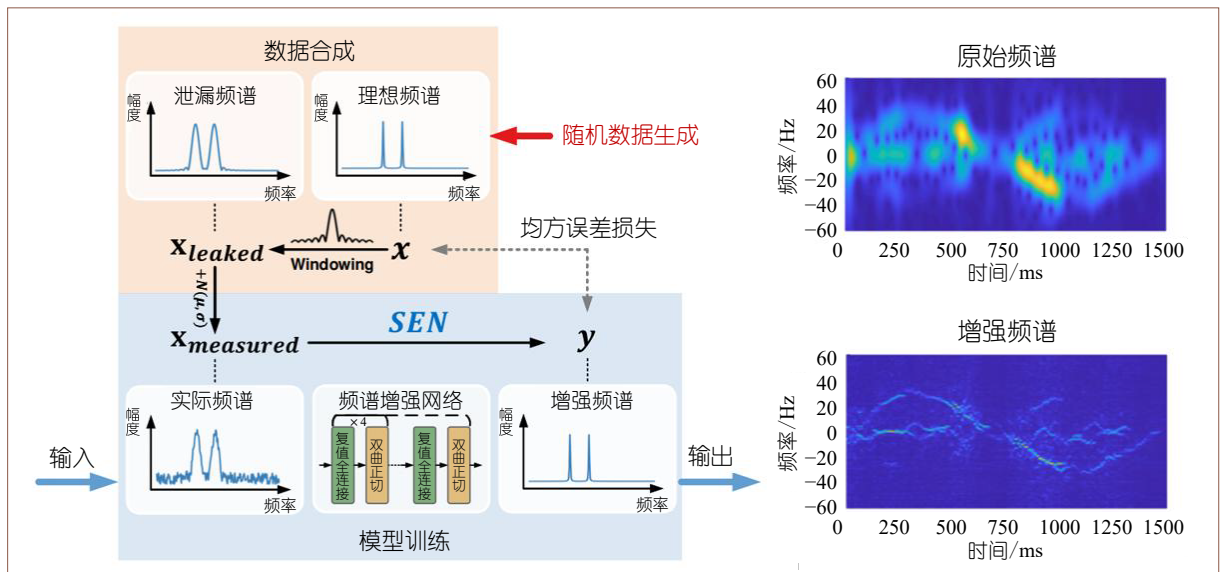 数据合成
泄漏频谱
幅度
频率
理想频谱
幅度
频率
随机数据生成
x_leaked
Windowing
x
均方误差损失
+N(μ,σ)
x_measured
SEN
y
实际频谱
幅度
频率
频谱增强网络
×4
复值全连接
双曲正切
复值全连接
双曲正切
增强频谱
幅度
频率
输入
输出
模型训练
原始频谱
频率/Hz
60
40
20
0
−20
−40
−60
0 250 500 750 1000 1250 1500
时间/ms
增强频谱
频率/Hz
60
40
20
0
−20
−40
−60
0 250 500 750 1000 1250 1500
时间/ms